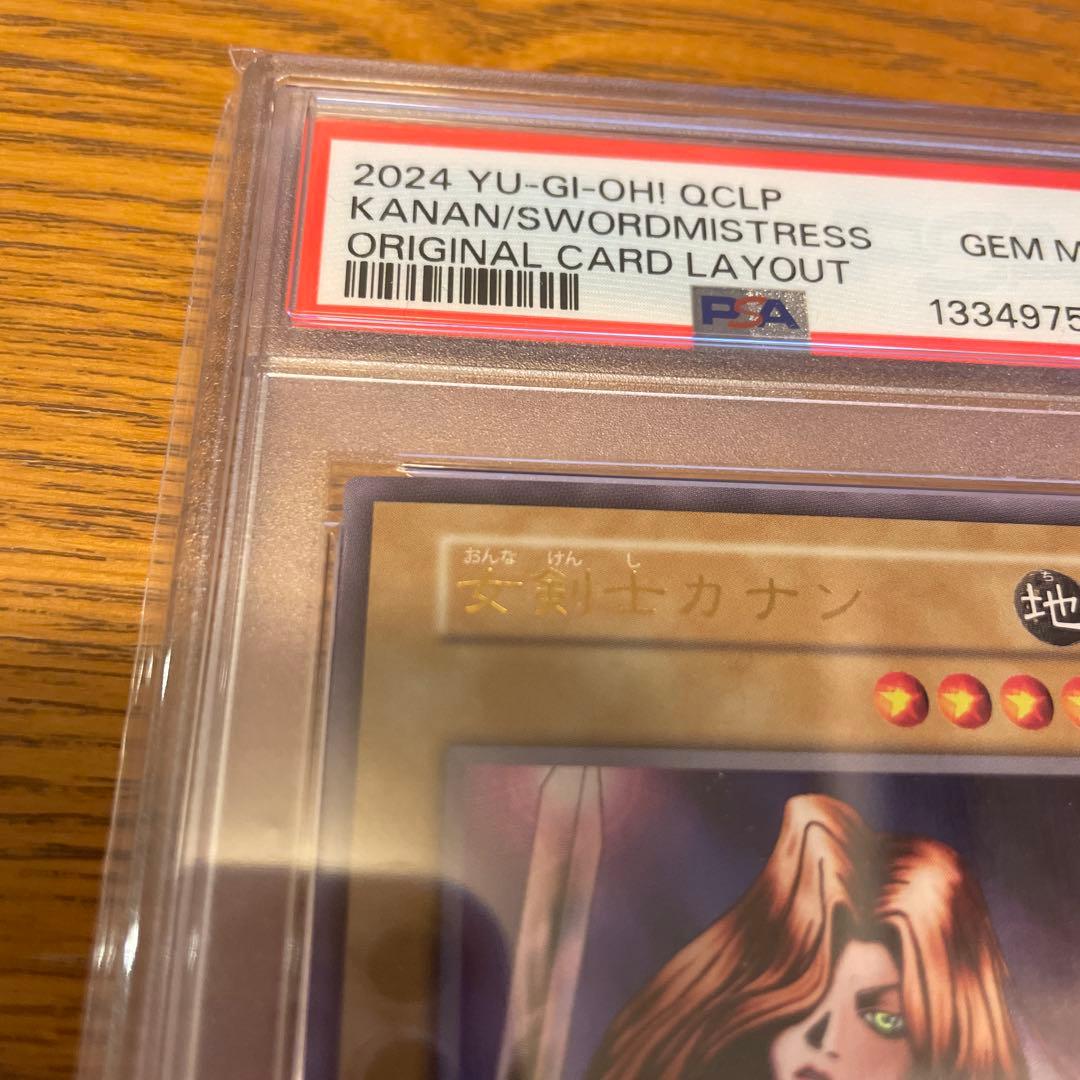 2024 YU-GI-OH! QCLP
KANAN/SWORDMISTRESS
ORIGINAL CARD LAYOUT
GEM M
1334975
PSA
おんな けん し
女剣士カナン
ち
地